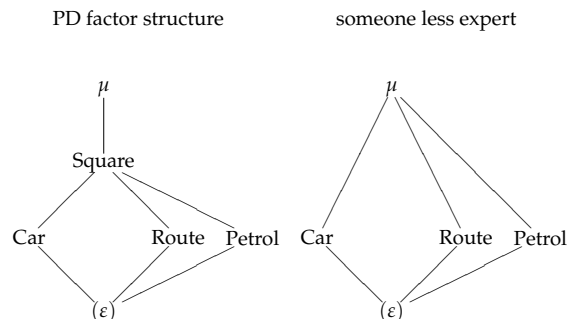 PD factor structure someone less expert
μ μ
Square
Car Route Petrol Car Route Petrol
(ε) (ε)